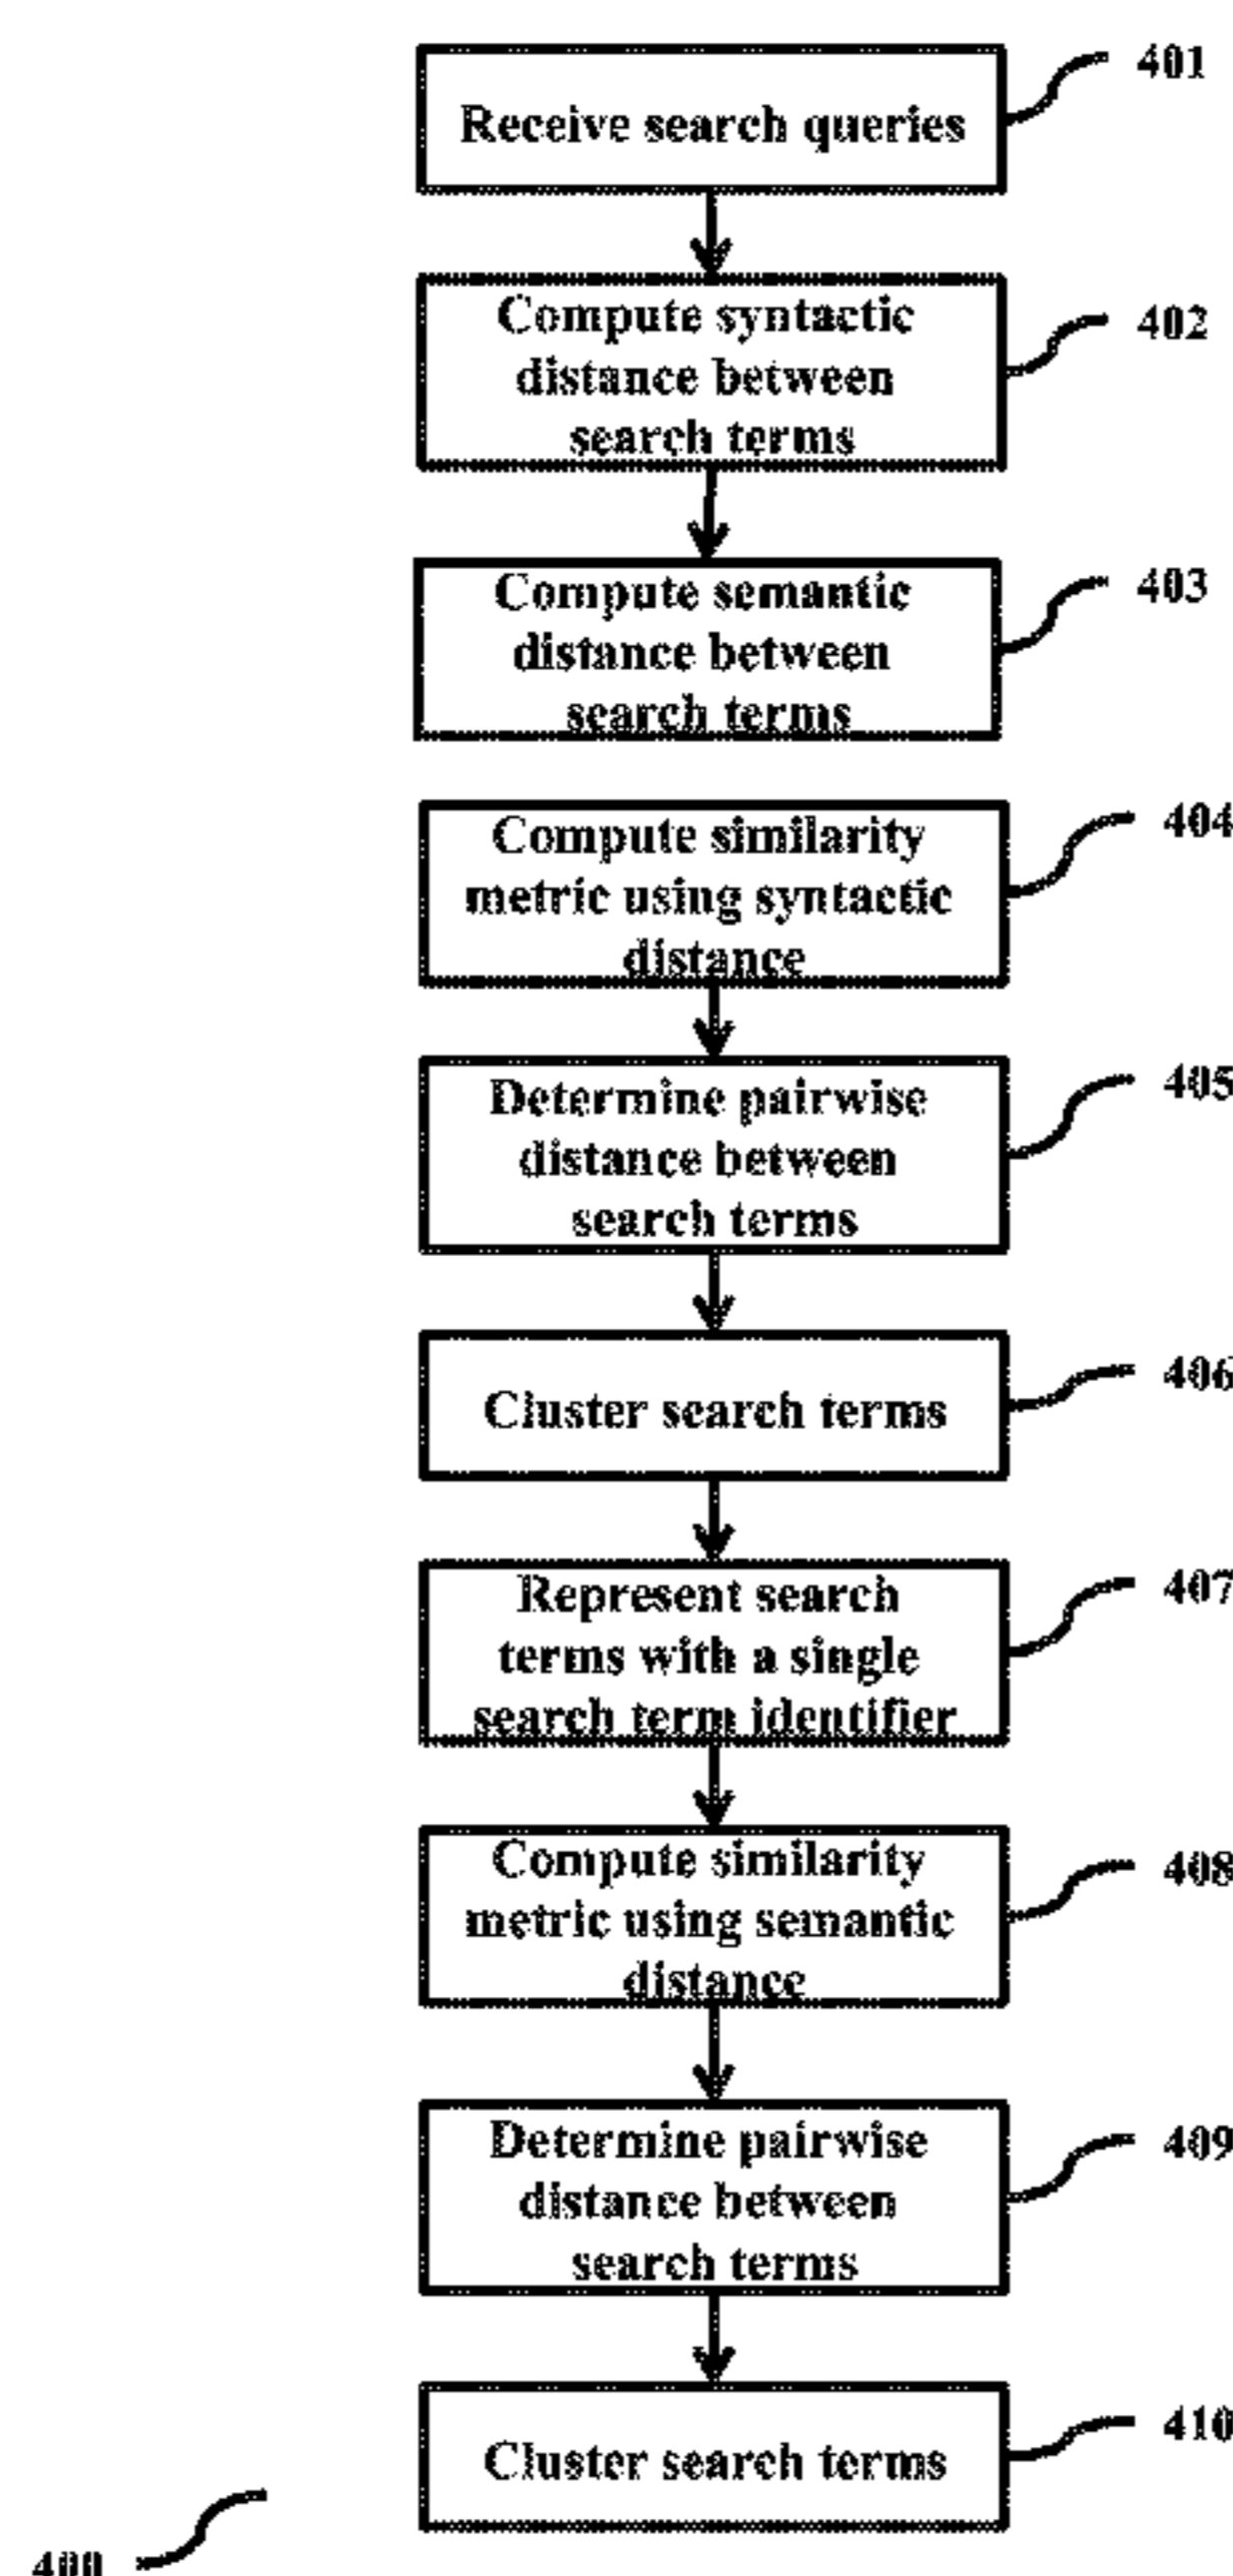 401
Receive search queries
402
Compute syntactic
distance between
search terms
403
Compute semantic
distance between
search terms
404
Compute similarity
metric using syntactic
distance
405
Determine pairwise
distance between
search terms
406
Cluster search terms
407
Represent search
terms with a single
search term identifier
408
Compute similarity
metric using semantic
distance
409
Determine pairwise
distance between
search terms
410
Cluster search terms
400